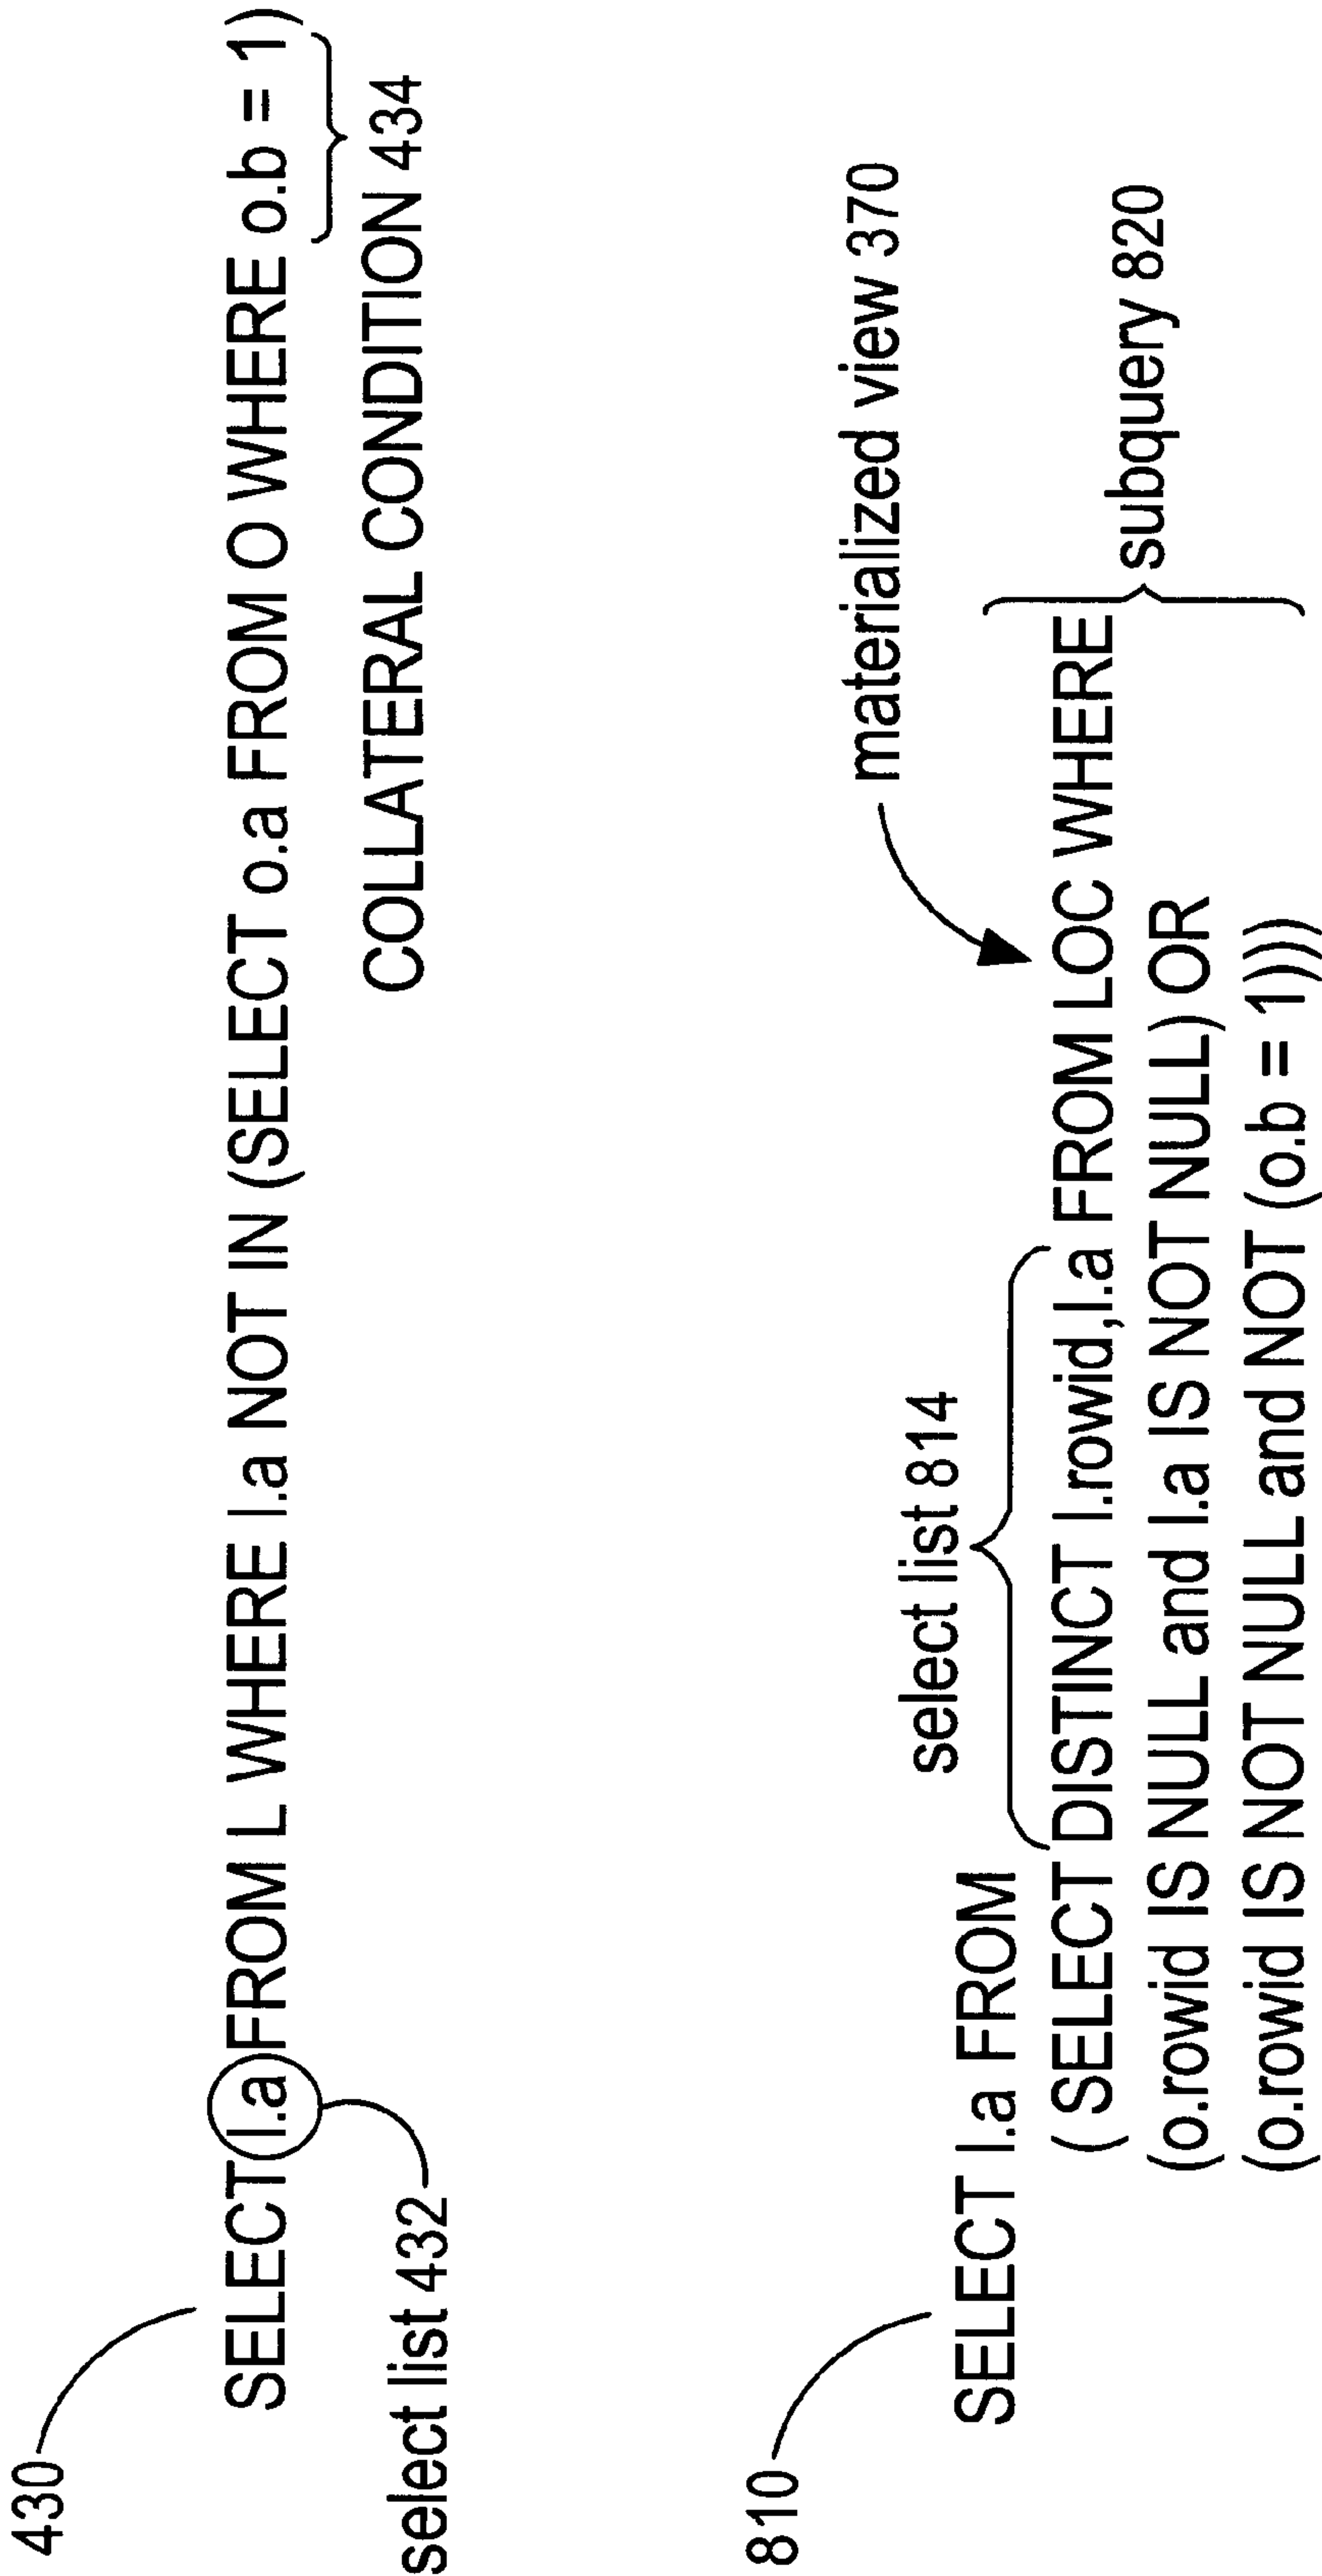 430
SELECT l.a FROM L WHERE l.a NOT IN (SELECT o.a FROM O WHERE o.b = 1)
select list 432
COLLATERAL CONDITION 434
810
materialized view 370
select list 814
SELECT l.a FROM
( SELECT DISTINCT l.rowid,l.a FROM LOC WHERE
(o.rowid IS NULL and l.a IS NOT NULL) OR
(o.rowid IS NOT NULL and NOT (o.b = 1)))
subquery 820